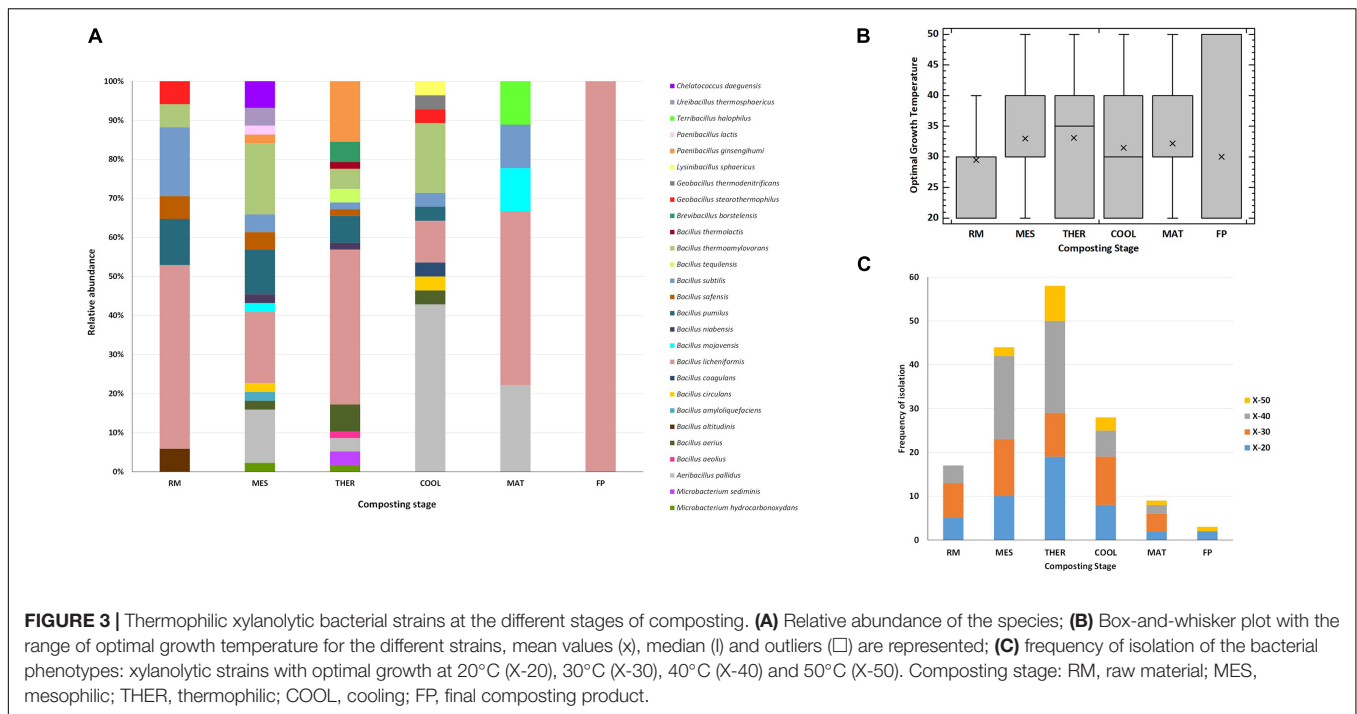 A
100%
90%
80%
70%
60%
50%
40%
30%
20%
10%
0%
Relative abundance
RM MES THER COOL MAT FP
Composting stage
Chelatococcus daeguensis
Ureibacillus thermosphaericus
Terribacillus halophilus
Paenibacillus lactis
Paenibacillus ginsengihumi
Lysinibacillus sphaericus
Geobacillus thermodenitrificans
Geobacillus stearothermophilus
Brevibacillus borstelensis
Bacillus thermolactis
Bacillus thermoamylovorans
Bacillus tequilensis
Bacillus subtilis
Bacillus safensis
Bacillus pumilus
Bacillus niabensis
Bacillus mojavensis
Bacillus licheniformis
Bacillus coagulans
Bacillus circulans
Bacillus amyloliquefaciens
Bacillus altitudinis
Bacillus aerius
Bacillus aeolius
Aeribacillus pallidus
Microbacterium sediminis
Microbacterium hydrocarbonoxydans
B
50
45
40
35
30
25
20
Optimal Growth Temperature
RM MES THER COOL MAT FP
Composting Stage
C
60
50
40
30
20
10
0
Frequency of isolation
RM MES THER COOL MAT FP
Composting Stage
X-50
X-40
X-30
X-20
FIGURE 3 | Thermophilic xylanolytic bacterial strains at the different stages of composting. (A) Relative abundance of the species; (B) Box-and-whisker plot with the
range of optimal growth temperature for the different strains, mean values (x), median (l) and outliers (□) are represented; (C) frequency of isolation of the bacterial
phenotypes: xylanolytic strains with optimal growth at 20°C (X-20), 30°C (X-30), 40°C (X-40) and 50°C (X-50). Composting stage: RM, raw material; MES,
mesophilic; THER, thermophilic; COOL, cooling; FP, final composting product.